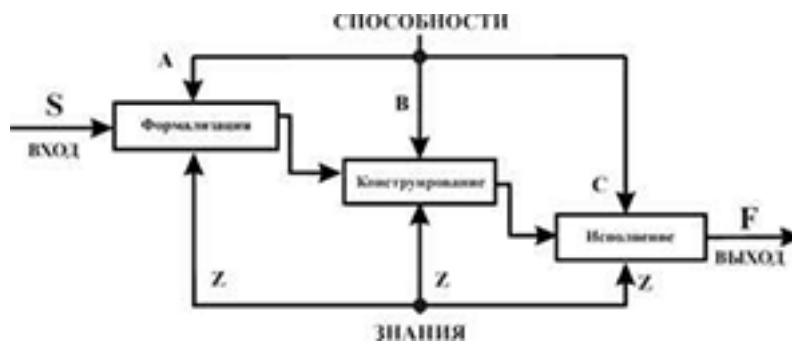 СПОСОБНОСТИ
A
S
B
Формализация
ВХОД
Конструирование
C
F
Исполнение
ВЫХОД
Z
Z
Z
ЗНАНИЯ